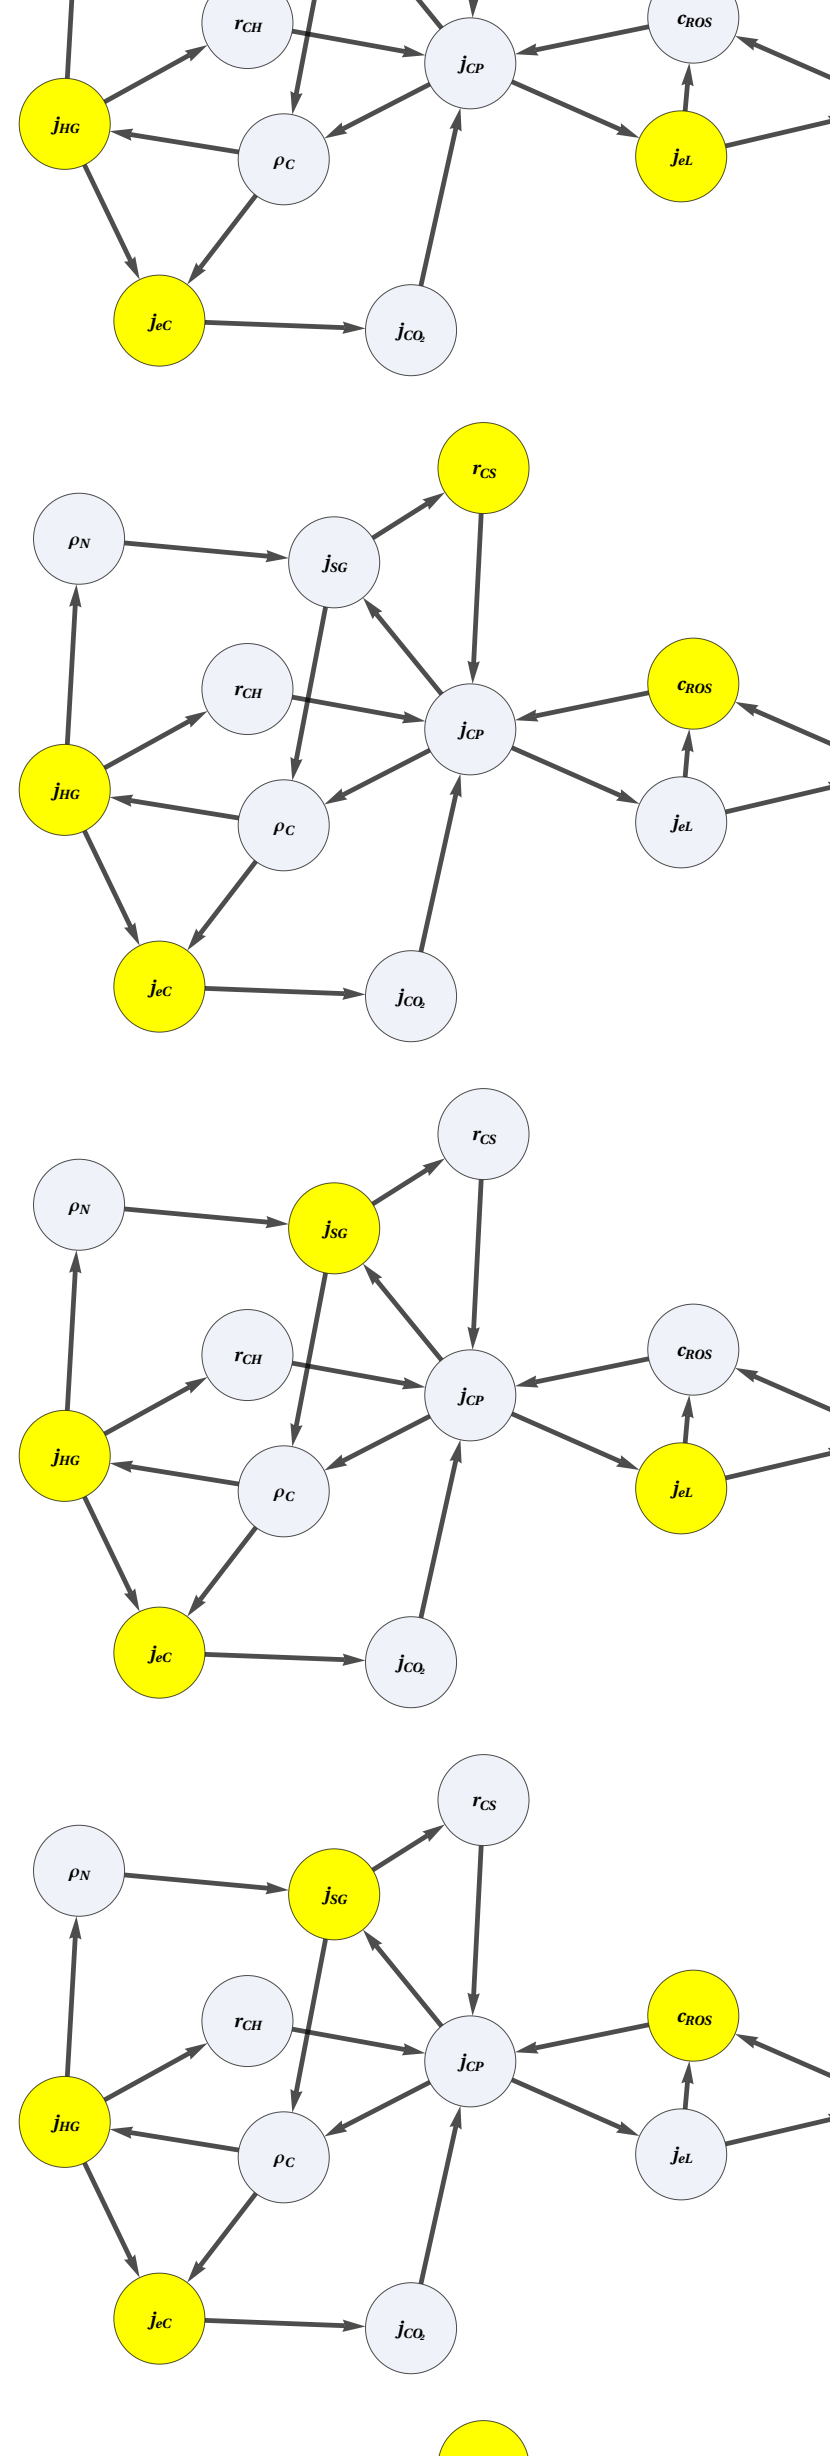 r_CH
c_ROS
j_CP
j_HG
j_eL
ρ_C
j_eC
j_CO₂
r_CS
ρ_N
j_SG
r_CH
c_ROS
j_CP
j_HG
j_eL
ρ_C
j_eC
j_CO₂
r_CS
ρ_N
j_SG
r_CH
c_ROS
j_CP
j_HG
j_eL
ρ_C
j_eC
j_CO₂
r_CS
ρ_N
j_SG
r_CH
c_ROS
j_CP
j_HG
j_eL
ρ_C
j_eC
j_CO₂